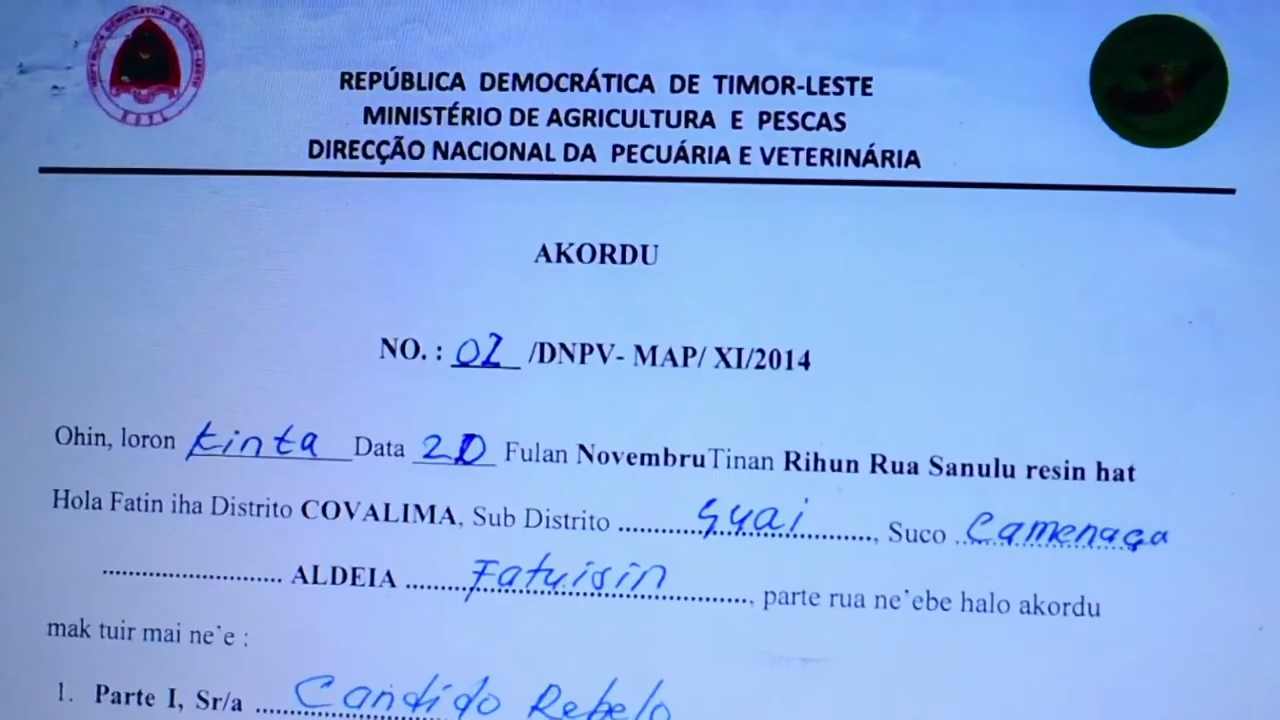 REPÚBLICA DEMOCRÁTICA DE TIMOR-LESTE
MINISTÉRIO DE AGRICULTURA E PESCAS
DIRECÇÃO NACIONAL DA PECUÁRIA E VETERINÁRIA
AKORDU
NO. : 02 /DNPV- MAP/ XI/2014
Ohin, loron kinta Data 20 Fulan NovembruTinan Rihun Rua Sanulu resin hat
Hola Fatin iha Distrito COVALIMA, Sub Distrito ........ Suai ........, Suco ... Camenaça
........ ALDEIA ........ Fatuisin ........, parte rua ne`ebe halo akordu
mak tuir mai ne`e :
1. Parte I, Sr/a ..... Candido Rebelo